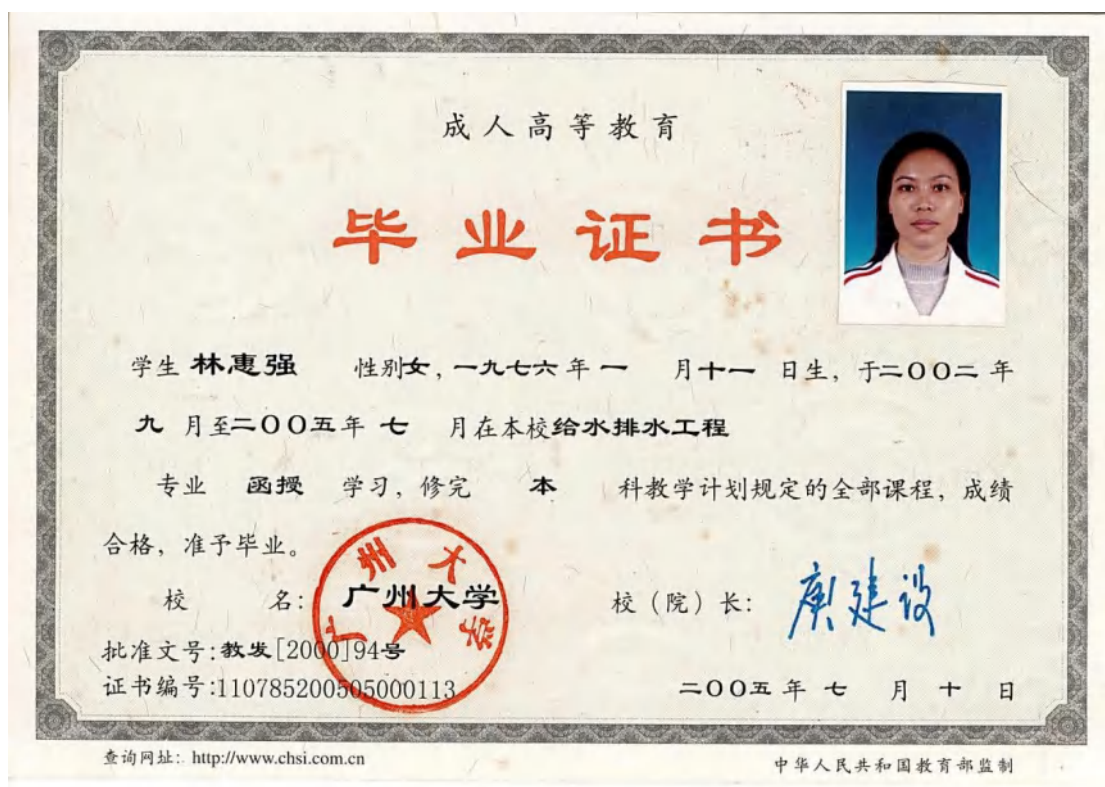 成人高等教育
毕业证书
学生 林惠强 性别女，一九七六年 一 月十一 日生，于二〇〇二 年
九 月至二〇〇五年 七 月在本校给水排水工程
专业 函授 学习，修完 本 科教学计划规定的全部课程，成绩
合格，准予毕业。
校 名：广州大学
广州大学
校（院）长：庾建设
批准文号：教发[2000]94号
证书编号：110785200505000113
二〇〇五 年 七 月 十 日
查询网址：http://www.chsi.com.cn
中华人民共和国教育部监制